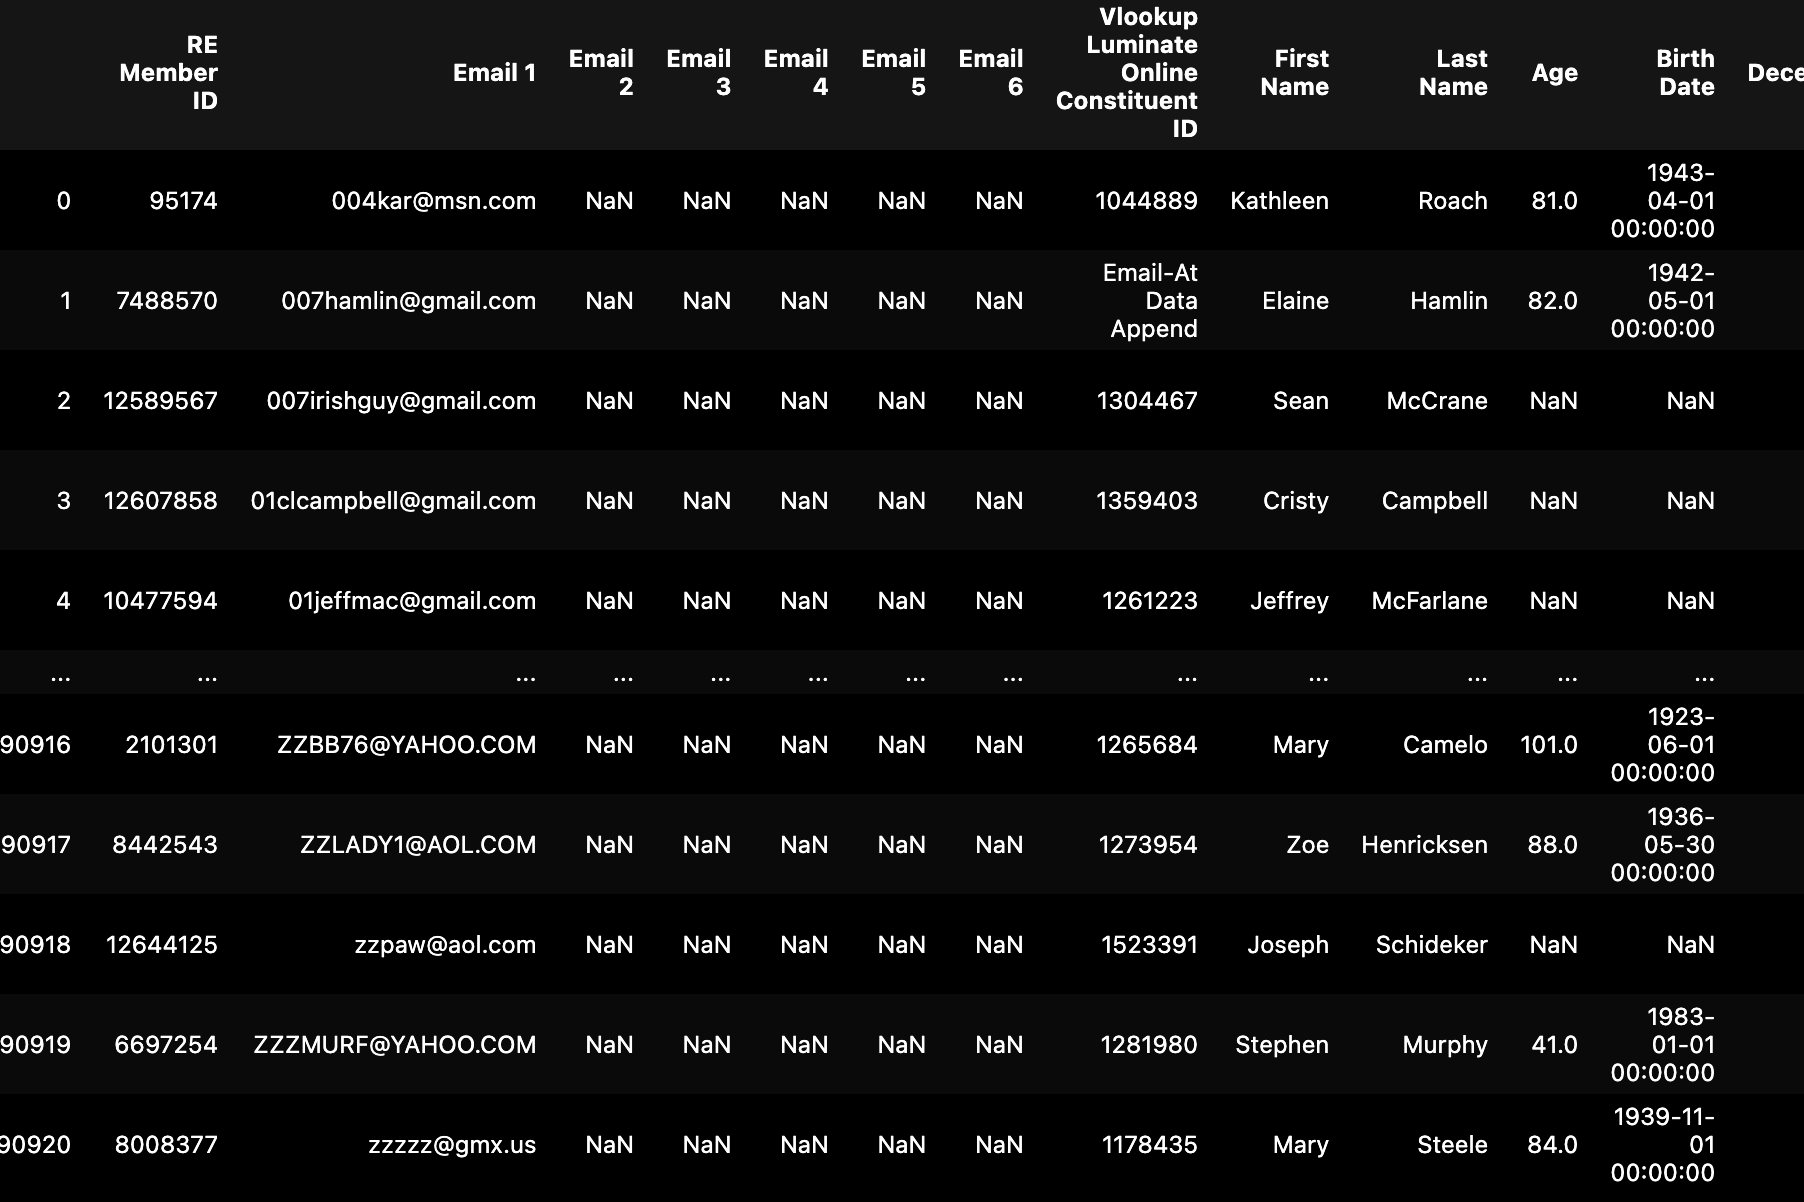 RE Member ID Email 1 Email 2 Email 3 Email 4 Email 5 Email 6 Vlookup Luminate Online Constituent ID First Name Last Name Age Birth Date Dece
0 95174 004kar@msn.com NaN NaN NaN NaN NaN 1044889 Kathleen Roach 81.0 1943-04-01 00:00:00
1 7488570 007hamlin@gmail.com NaN NaN NaN NaN NaN Email-At Data Append Elaine Hamlin 82.0 1942-05-01 00:00:00
2 12589567 007irishguy@gmail.com NaN NaN NaN NaN NaN 1304467 Sean McCrane NaN NaN
3 12607858 01clcampbell@gmail.com NaN NaN NaN NaN NaN 1359403 Cristy Campbell NaN NaN
4 10477594 01jeffmac@gmail.com NaN NaN NaN NaN NaN 1261223 Jeffrey McFarlane NaN NaN
... ... ... ... ... ... ... ... ... ... ... ... ...
90916 2101301 ZZBB76@YAHOO.COM NaN NaN NaN NaN NaN 1265684 Mary Camelo 101.0 1923-06-01 00:00:00
90917 8442543 ZZLADY1@AOL.COM NaN NaN NaN NaN NaN 1273954 Zoe Henricksen 88.0 1936-05-30 00:00:00
90918 12644125 zzpaw@aol.com NaN NaN NaN NaN NaN 1523391 Joseph Schideker NaN NaN
90919 6697254 ZZZMURF@YAHOO.COM NaN NaN NaN NaN NaN 1281980 Stephen Murphy 41.0 1983-01-01 00:00:00
90920 8008377 zzzzz@gmx.us NaN NaN NaN NaN NaN 1178435 Mary Steele 84.0 1939-11-01 00:00:00